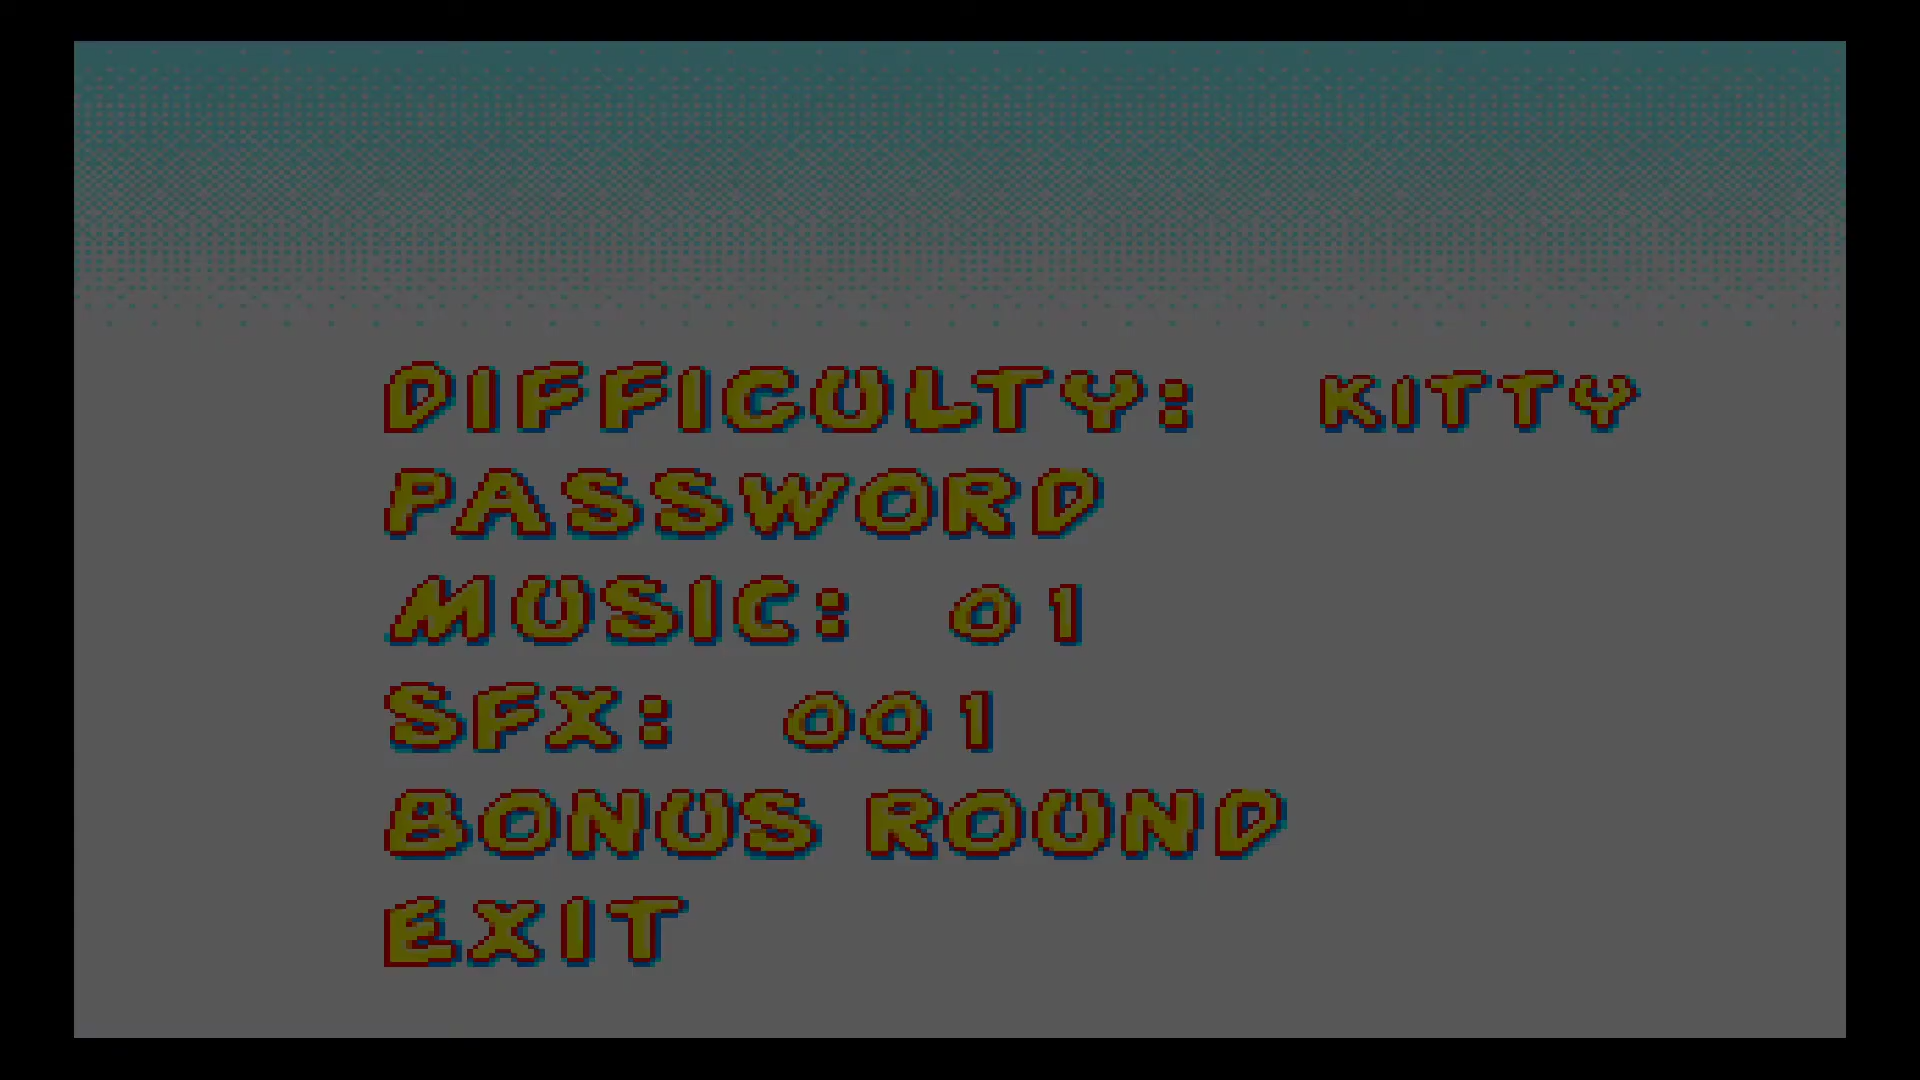 DIFFICULTY: KITTY
PASSWORD
MUSIC: 01
SFX: 001
BONUS ROUND
EXIT